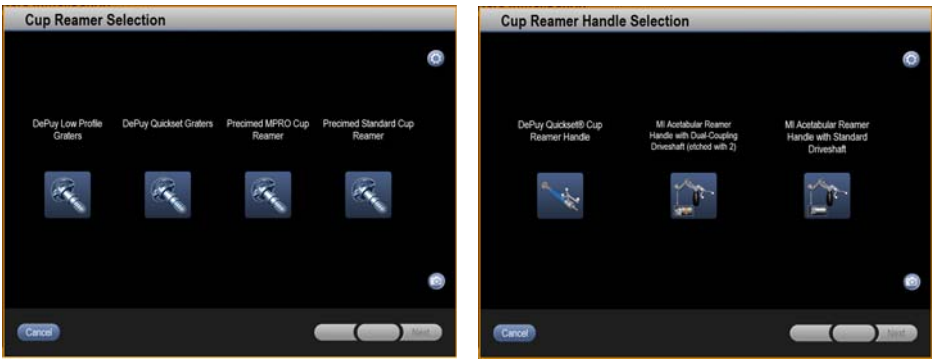 Cup Reamer Selection
DePuy Low Profile
Graters
DePuy Quickset Graters
Precimed MPRO Cup
Reamer
Precimed Standard Cup
Reamer
Cancel
Next
Cup Reamer Handle Selection
DePuy Quickset® Cup
Reamer Handle
MI Acetabular Reamer
Handle with Dual-Coupling
Driveshaft (etched with 2)
MI Acetabular Reamer
Handle with Standard
Driveshaft
Cancel
Next